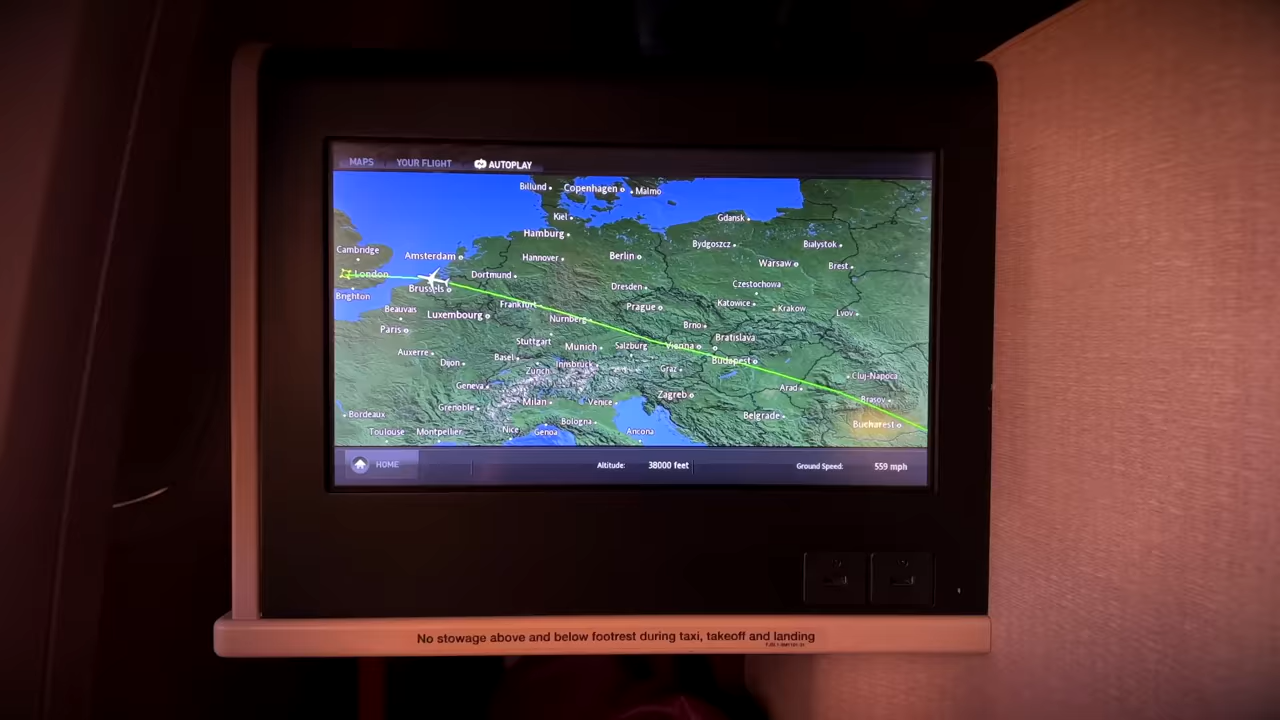 MAPS YOUR FLIGHT AUTOPLAY
Billund Copenhagen Malmo
Kiel Gdansk
Hamburg
Bydgoszcz Białystok
Cambridge Amsterdam Hannover Berlin
Warsaw Brest
London Dortmund
Brussels Dresden Czestochowa
Brighton
Beauvais Frankfurt Prague Katowice Krakow Lvov
Luxembourg Nürnberg
Paris Brno
Stuttgart Munich Salzburg Vienna Bratislava
Auxerre Dijon Basel Budapest
Zurich Innsbruck Graz Cluj-Napoca
Geneva Arad
Milan Venice Zagreb Brasov
Grenoble
Bordeaux Belgrade
Bologna Bucharest
Toulouse Montpellier Nice Genoa Ancona
HOME Altitude: 38000 feet Ground Speed: 559 mph
No stowage above and below footrest during taxi, takeoff and landing